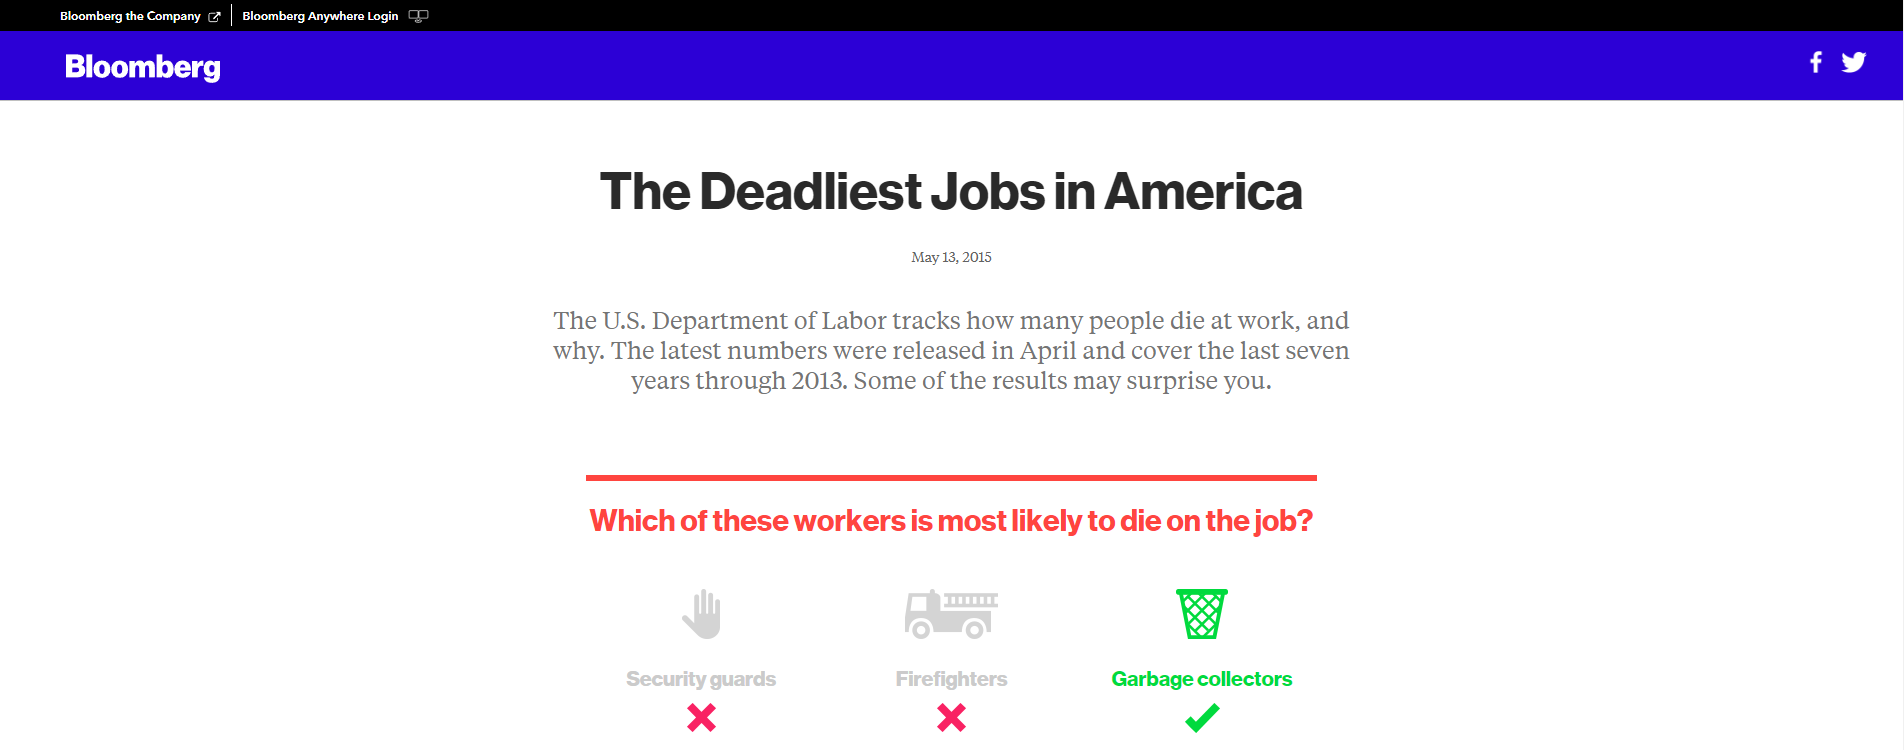 Bloomberg the Company
Bloomberg Anywhere Login
Bloomberg
The Deadliest Jobs in America
May 13, 2015
The U.S. Department of Labor tracks how many people die at work, and
why. The latest numbers were released in April and cover the last seven
years through 2013. Some of the results may surprise you.
Which of these workers is most likely to die on the job?
Security guards
Firefighters
Garbage collectors